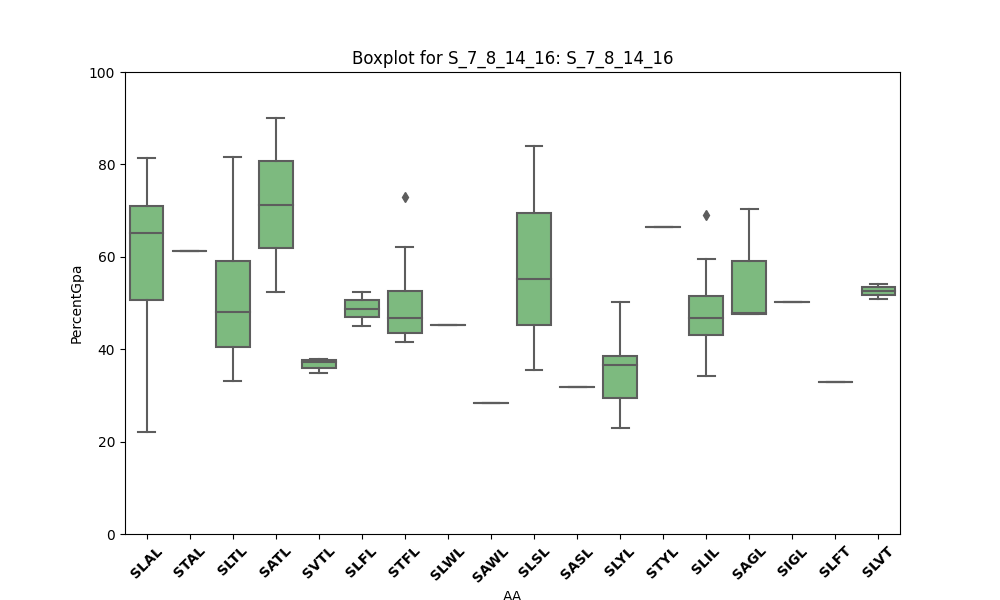 Boxplot for S_7_8_14_16: S_7_8_14_16
100
80
60
40
20
0
PercentGpa
SLAL STAL SLTL SATL SVTL SLFL STFL SLWL SAWL SLSL SASL SLYL STYL SLIL SAGL SIGL SLFT SLVT
AA